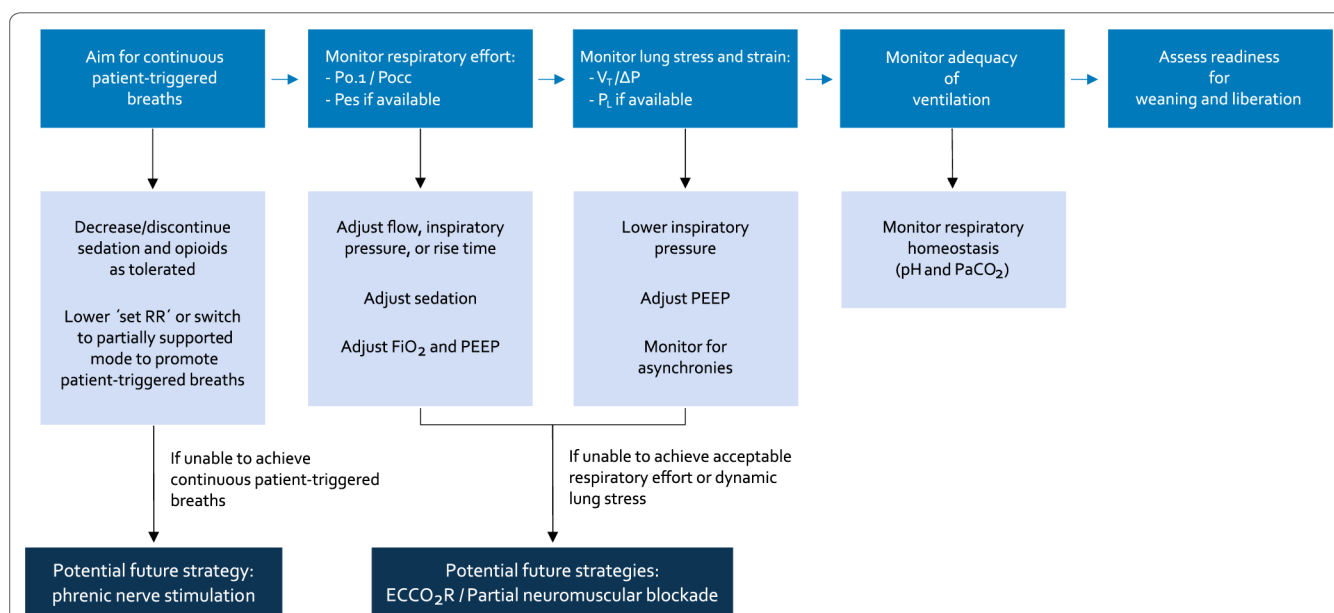 Aim for continuous
patient-triggered
breaths
Monitor respiratory effort:
- P0.1 / Pocc
- Pes if available
Monitor lung stress and strain:
- VT/ΔP
- PL if available
Monitor adequacy
of
ventilation
Assess readiness
for
weaning and liberation
Decrease/discontinue
sedation and opioids
as tolerated
Lower ´set RR´ or switch
to partially supported
mode to promote
patient-triggered breaths
Adjust flow, inspiratory
pressure, or rise time
Adjust sedation
Adjust FiO₂ and PEEP
Lower inspiratory
pressure
Adjust PEEP
Monitor for
asynchronies
Monitor respiratory
homeostasis
(pH and PaCO₂)
If unable to achieve
continuous patient-triggered
breaths
If unable to achieve acceptable
respiratory effort or dynamic
lung stress
Potential future strategy:
phrenic nerve stimulation
Potential future strategies:
ECCO₂R / Partial neuromuscular blockade